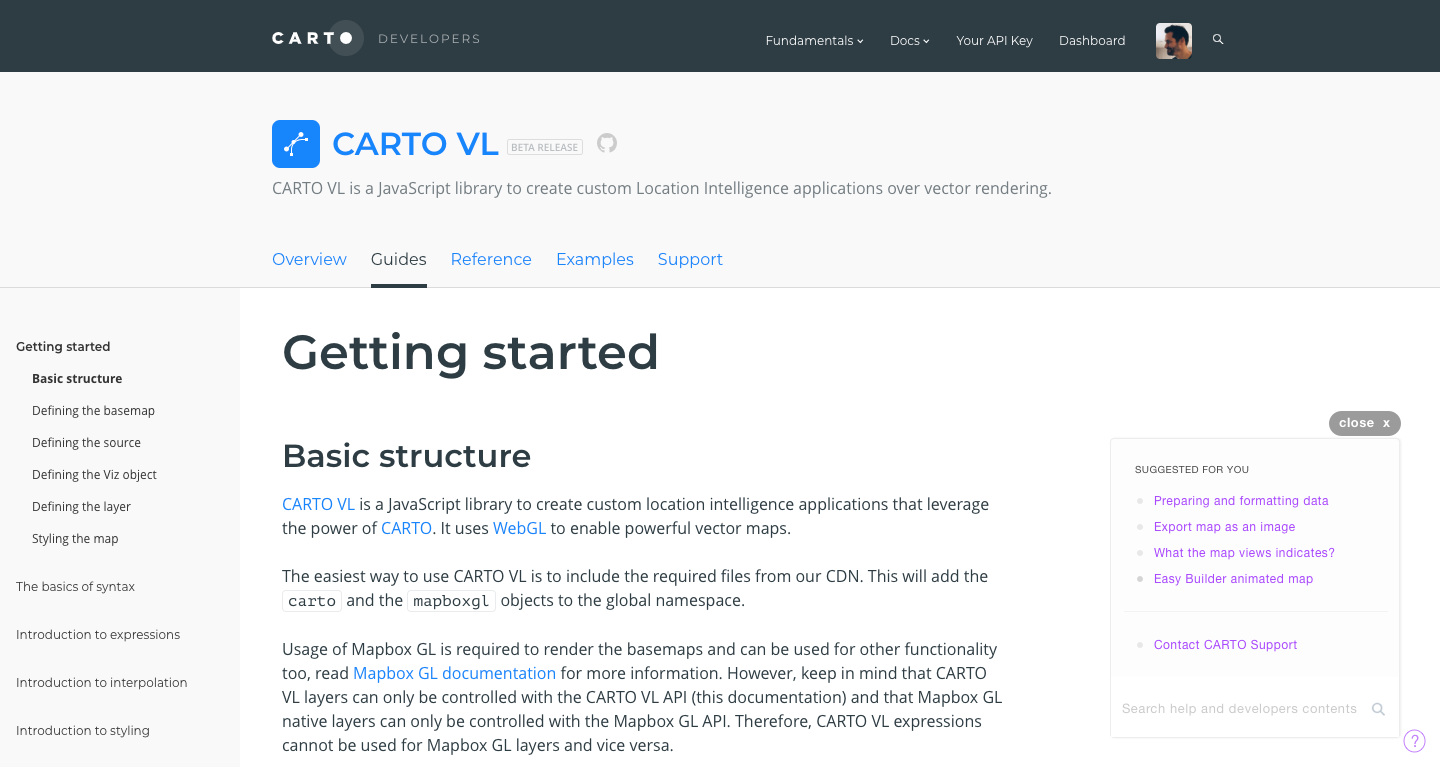 CARTO DEVELOPERS
Fundamentals Docs Your API Key Dashboard
CARTO VL BETA RELEASE
CARTO VL is a JavaScript library to create custom Location Intelligence applications over vector rendering.
Overview Guides Reference Examples Support
Getting started
Basic structure
Defining the basemap
Defining the source
Defining the Viz object
Defining the layer
Styling the map
The basics of syntax
Introduction to expressions
Introduction to interpolation
Introduction to styling
Getting started
Basic structure
CARTO VL is a JavaScript library to create custom location intelligence applications that leverage
the power of CARTO. It uses WebGL to enable powerful vector maps.
The easiest way to use CARTO VL is to include the required files from our CDN. This will add the
carto and the mapboxgl objects to the global namespace.
Usage of Mapbox GL is required to render the basemaps and can be used for other functionality
too, read Mapbox GL documentation for more information. However, keep in mind that CARTO
VL layers can only be controlled with the CARTO VL API (this documentation) and that Mapbox GL
native layers can only be controlled with the Mapbox GL API. Therefore, CARTO VL expressions
cannot be used for Mapbox GL layers and vice versa.
close x
SUGGESTED FOR YOU
Preparing and formatting data
Export map as an image
What the map views indicates?
Easy Builder animated map
Contact CARTO Support
Search help and developers contents
?